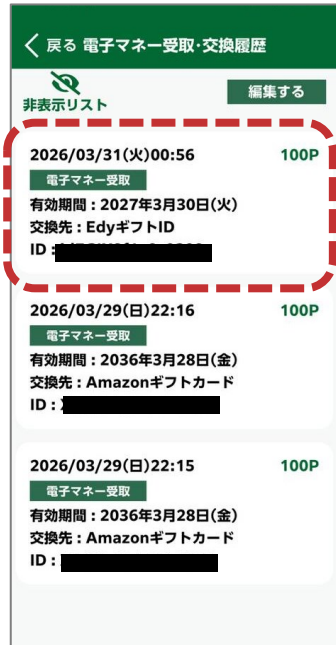 戻る 電子マネー受取・交換履歴
非表示リスト
編集する
2026/03/31(火)00:56 100P
電子マネー受取
有効期間：2027年3月30日(火)
交換先：EdyギフトID
ID：
2026/03/29(日)22:16 100P
電子マネー受取
有効期間：2036年3月28日(金)
交換先：Amazonギフトカード
ID：
2026/03/29(日)22:15 100P
電子マネー受取
有効期間：2036年3月28日(金)
交換先：Amazonギフトカード
ID：